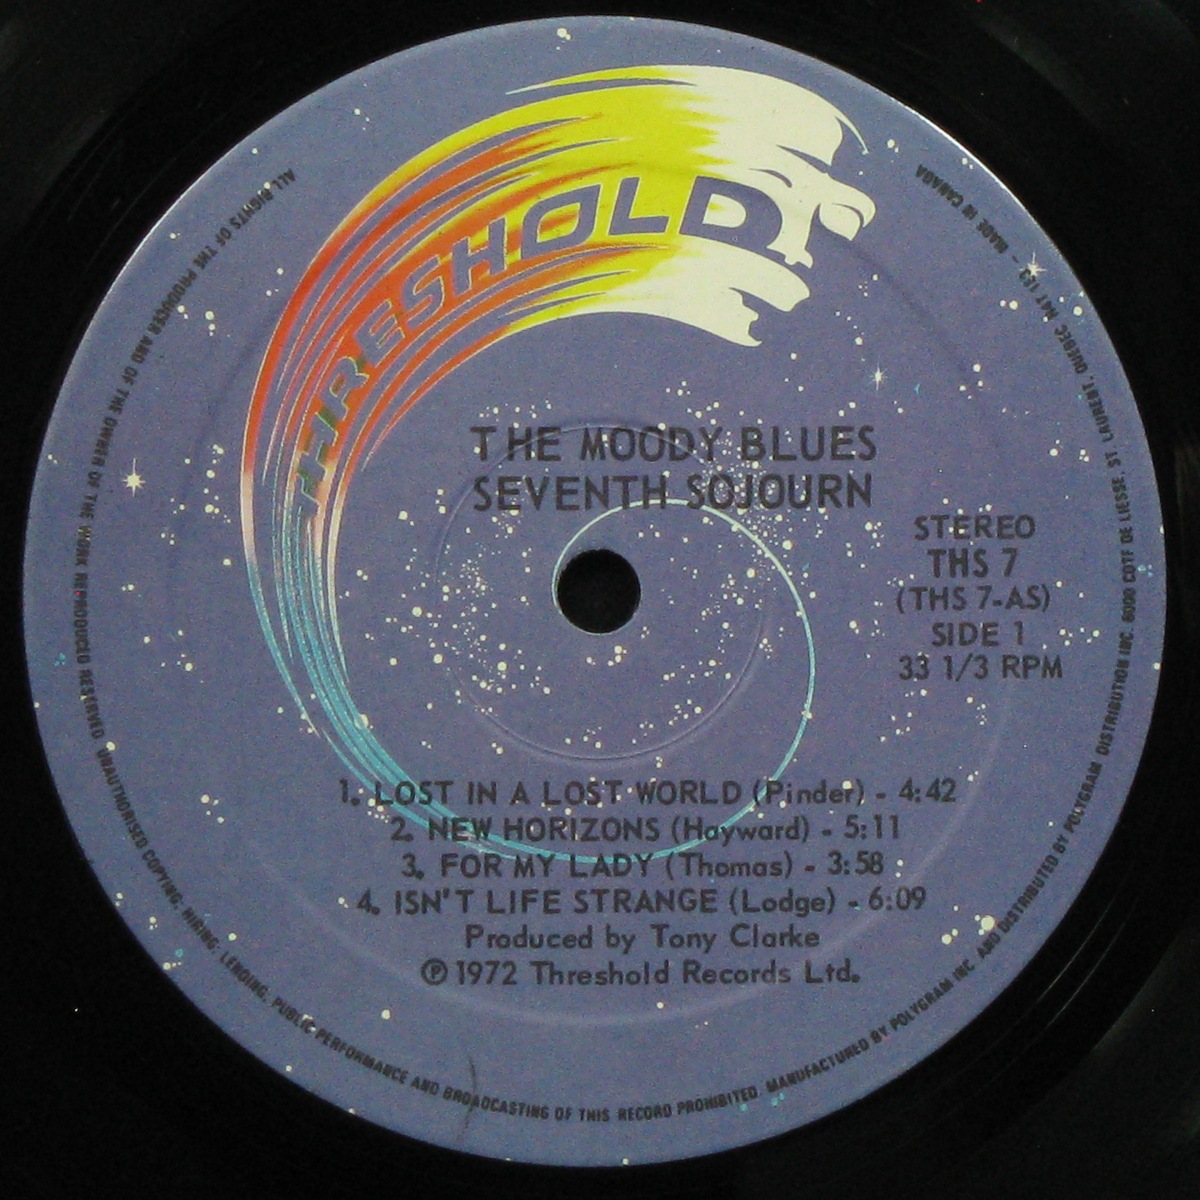 THRESHOLD
THE MOODY BLUES
SEVENTH SOJOURN
STEREO
THS 7
(THS 7-AS)
SIDE 1
33 1/3 RPM
1. LOST IN A LOST WORLD (Pinder) - 4:42
2. NEW HORIZONS (Hayward) - 5:11
3. FOR MY LADY (Thomas) - 3:58
4. ISN'T LIFE STRANGE (Lodge) - 6:09
Produced by Tony Clarke
℗ 1972 Threshold Records Ltd.
ALL RIGHTS OF THE PRODUCER AND OF THE OWNER OF THE WORK REPRODUCED RESERVED. UNAUTHORISED COPYING, HIRING, LENDING, PUBLIC PERFORMANCE AND BROADCASTING OF THIS RECORD PROHIBITED. MANUFACTURED BY POLYGRAM INC. AND DISTRIBUTED BY POLYGRAM DISTRIBUTION INC. 6000 COTE DE LIESSE, ST. LAURENT, QUEBEC H4T 1E3 - MADE IN CANADA